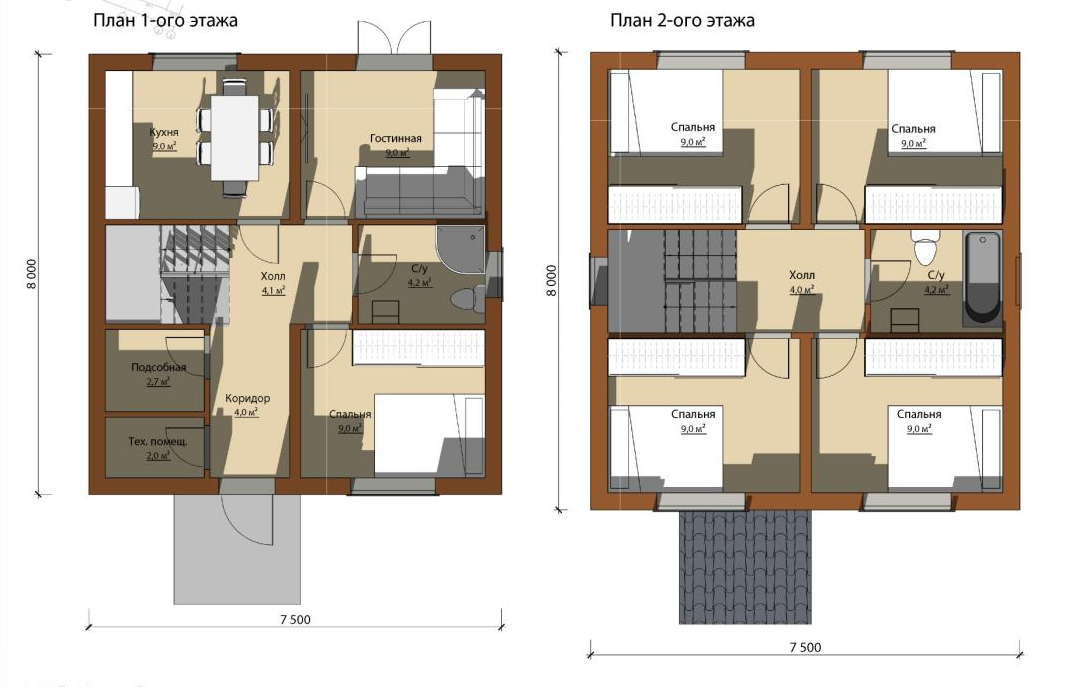 План 1-ого этажа
Кухня
9,0 м²
Гостинная
9,0 м²
Холл
4,1 м²
С/у
4,2 м²
Подсобная
2,7 м²
Коридор
4,0 м²
Спальня
9,0 м²
Тех. помещ.
2,0 м²
8 000
7 500
План 2-ого этажа
Спальня
9,0 м²
Спальня
9,0 м²
Холл
4,0 м²
С/у
4,2 м²
Спальня
9,0 м²
Спальня
9,0 м²
8 000
7 500